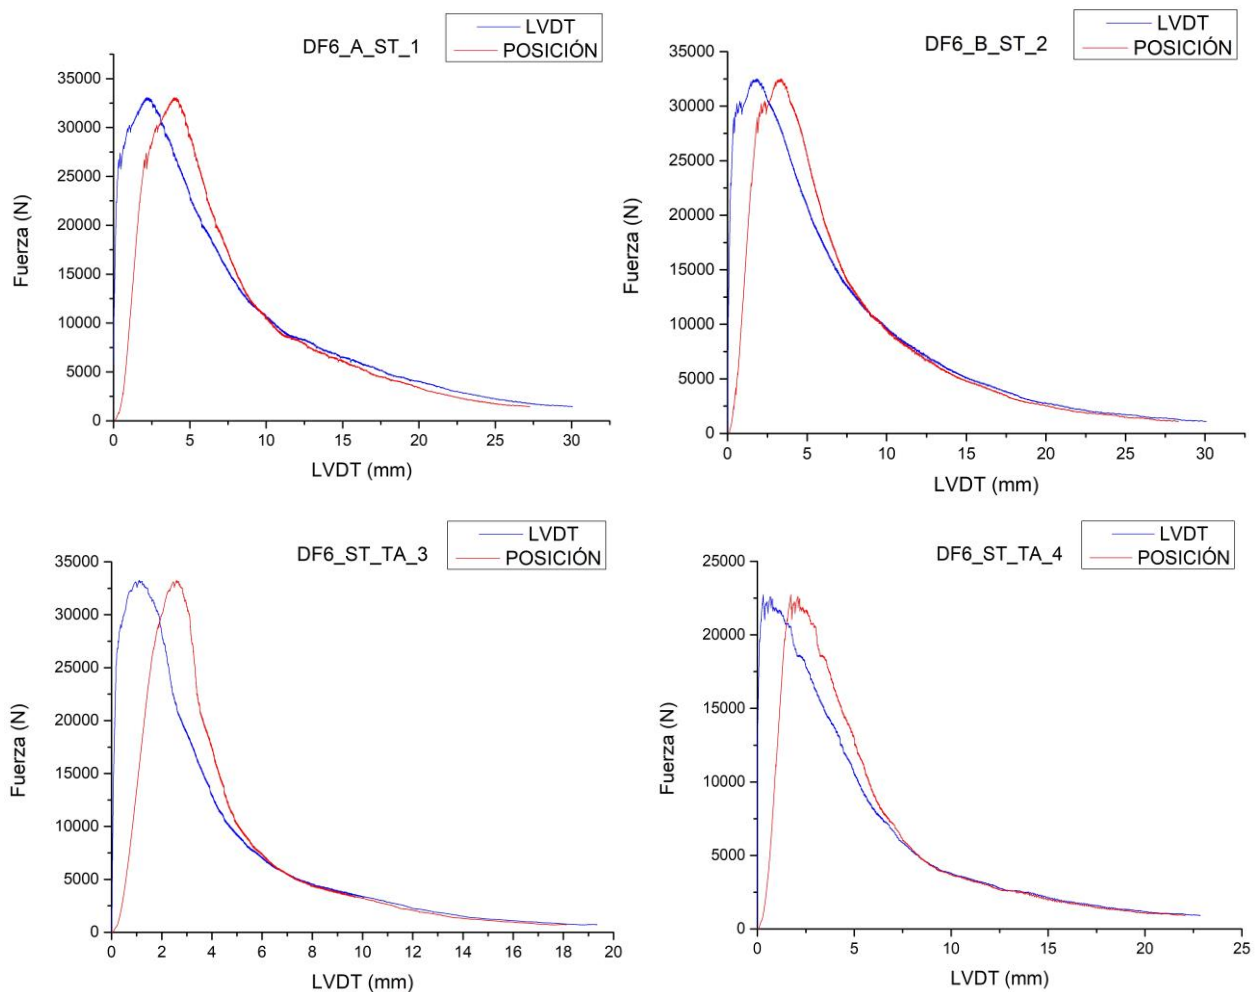 DF6_A_ST_1
LVDT
POSICIÓN
Fuerza (N)
35000
30000
25000
20000
15000
10000
5000
0
0 5 10 15 20 25 30
LVDT (mm)
DF6_B_ST_2
LVDT
POSICIÓN
Fuerza (N)
35000
30000
25000
20000
15000
10000
5000
0
0 5 10 15 20 25 30
LVDT (mm)
DF6_ST_TA_3
LVDT
POSICIÓN
Fuerza (N)
35000
30000
25000
20000
15000
10000
5000
0
0 2 4 6 8 10 12 14 16 18 20
LVDT (mm)
DF6_ST_TA_4
LVDT
POSICIÓN
Fuerza (N)
25000
20000
15000
10000
5000
0
0 5 10 15 20 25
LVDT (mm)